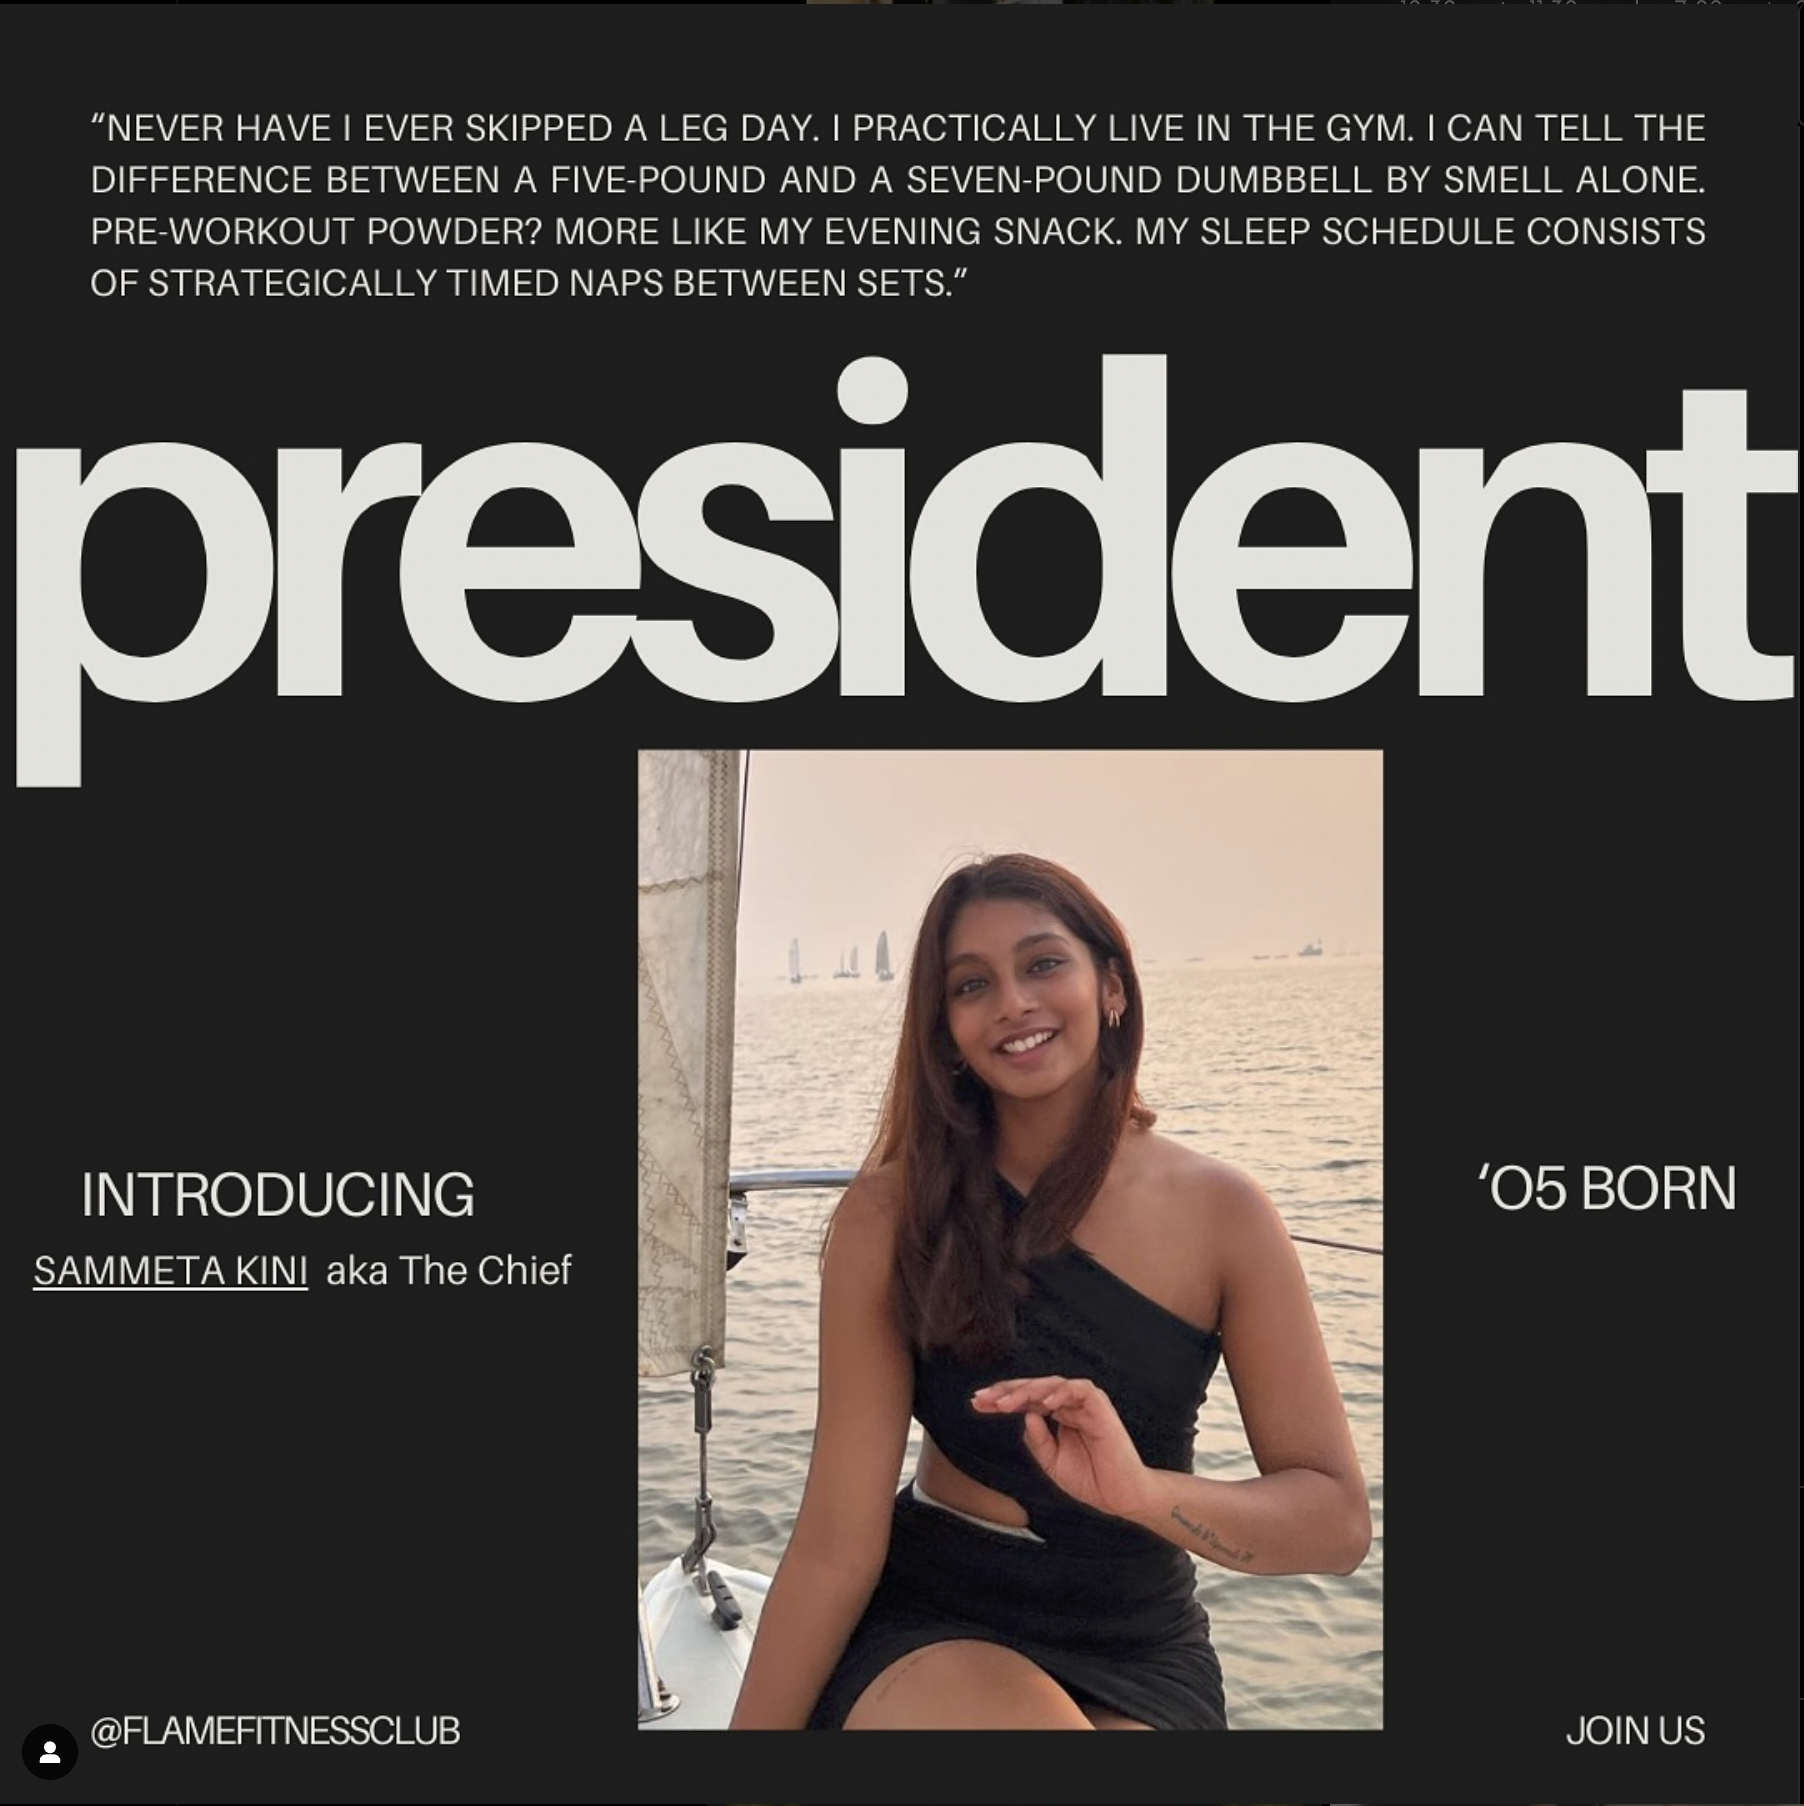 “NEVER HAVE I EVER SKIPPED A LEG DAY. I PRACTICALLY LIVE IN THE GYM. I CAN TELL THE
DIFFERENCE BETWEEN A FIVE-POUND AND A SEVEN-POUND DUMBBELL BY SMELL ALONE.
PRE-WORKOUT POWDER? MORE LIKE MY EVENING SNACK. MY SLEEP SCHEDULE CONSISTS
OF STRATEGICALLY TIMED NAPS BETWEEN SETS.”
president
INTRODUCING
SAMMETA KINI aka The Chief
‘05 BORN
@FLAMEFITNESSCLUB
JOIN US